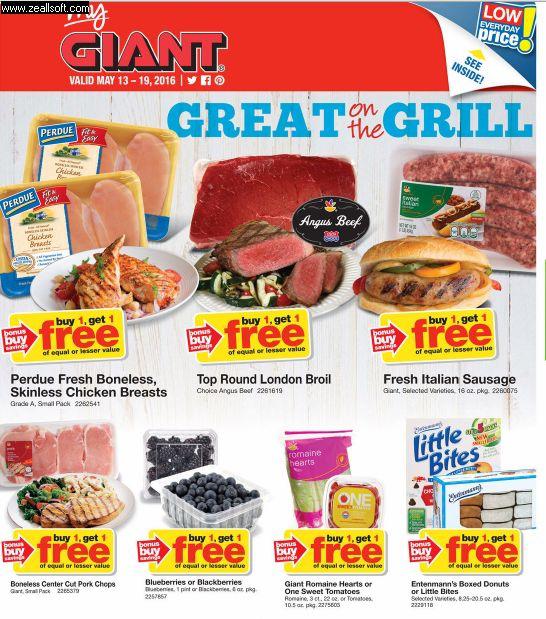 www.zeallsoft.com
my
GIANT
VALID MAY 13 – 19, 2016
LOW
EVERYDAY
price!
SEE
INSIDE!
GREAT on the GRILL
PERDUE
Fit & Easy
Chicken Breasts
PERDUE
Fit & Easy
Chicken Breasts
Angus Beef
sweet italian
bonus buy savings
buy 1, get 1
free
of equal or lesser value
bonus buy savings
buy 1, get 1
free
of equal or lesser value
bonus buy savings
buy 1, get 1
free
of equal or lesser value
Perdue Fresh Boneless,
Skinless Chicken Breasts
Grade A, Small Pack 2262541
Top Round London Broil
Choice Angus Beef 2261619
Fresh Italian Sausage
Giant, Selected Varieties, 16 oz. pkg. 2260075
romaine
hearts
ONE
Entenmann's
Little
Bites
Entenmann's
bonus buy savings
buy 1, get 1
free
of equal or lesser value
bonus buy savings
buy 1, get 1
free
of equal or lesser value
bonus buy savings
buy 1, get 1
free
of equal or lesser value
bonus buy savings
buy 1, get 1
free
of equal or lesser value
Boneless Center Cut Pork Chops
Giant, Small Pack 2265379
Blueberries or Blackberries
Blueberries, 1 pint or Blackberries, 6 oz. pkg.
2257857
Giant Romaine Hearts or
One Sweet Tomatoes
Romaine, 3 ct., 22 oz. or Tomatoes,
10.5 oz. pkg. 2275603
Entenmann's Boxed Donuts
or Little Bites
Selected Varieties, 8.25-20.5 oz. pkg.
2229118